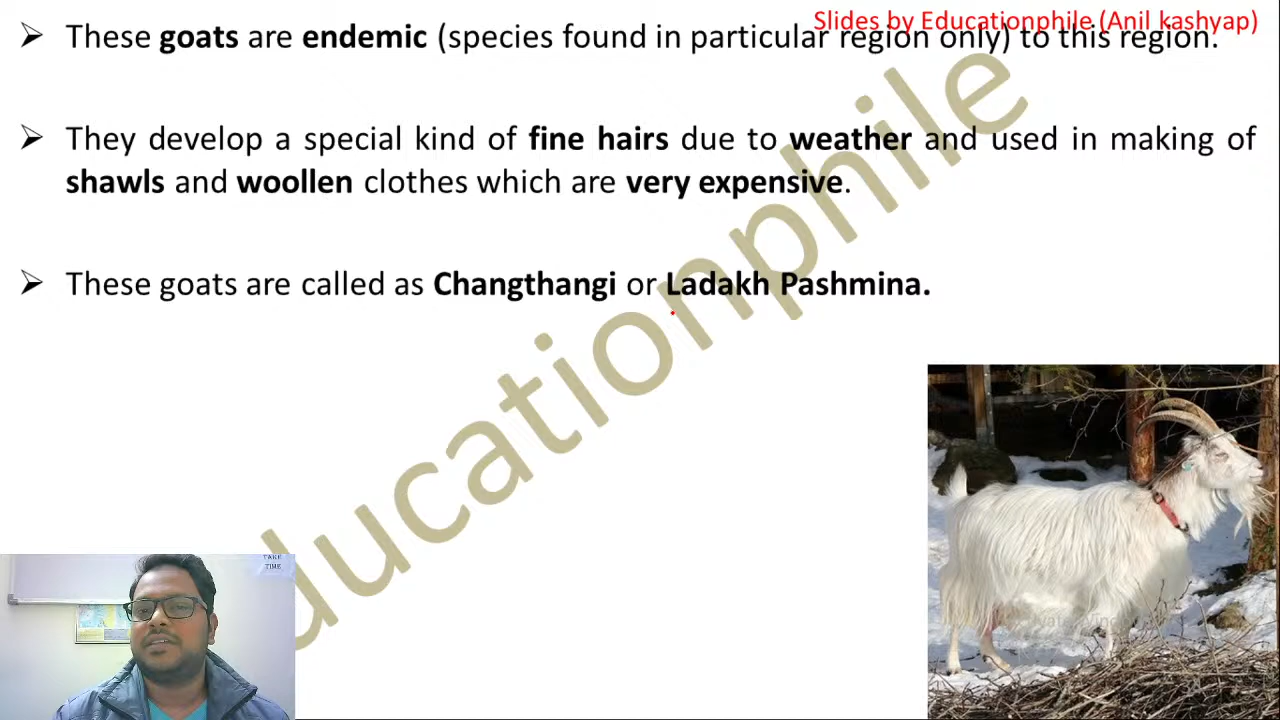 Slides by Educationphile (Anil kashyap)
➢ These goats are endemic (species found in particular region only) to this region.
➢ They develop a special kind of fine hairs due to weather and used in making of
shawls and woollen clothes which are very expensive.
➢ These goats are called as Changthangi or Ladakh Pashmina.
Educationphile
TAKE
TIME